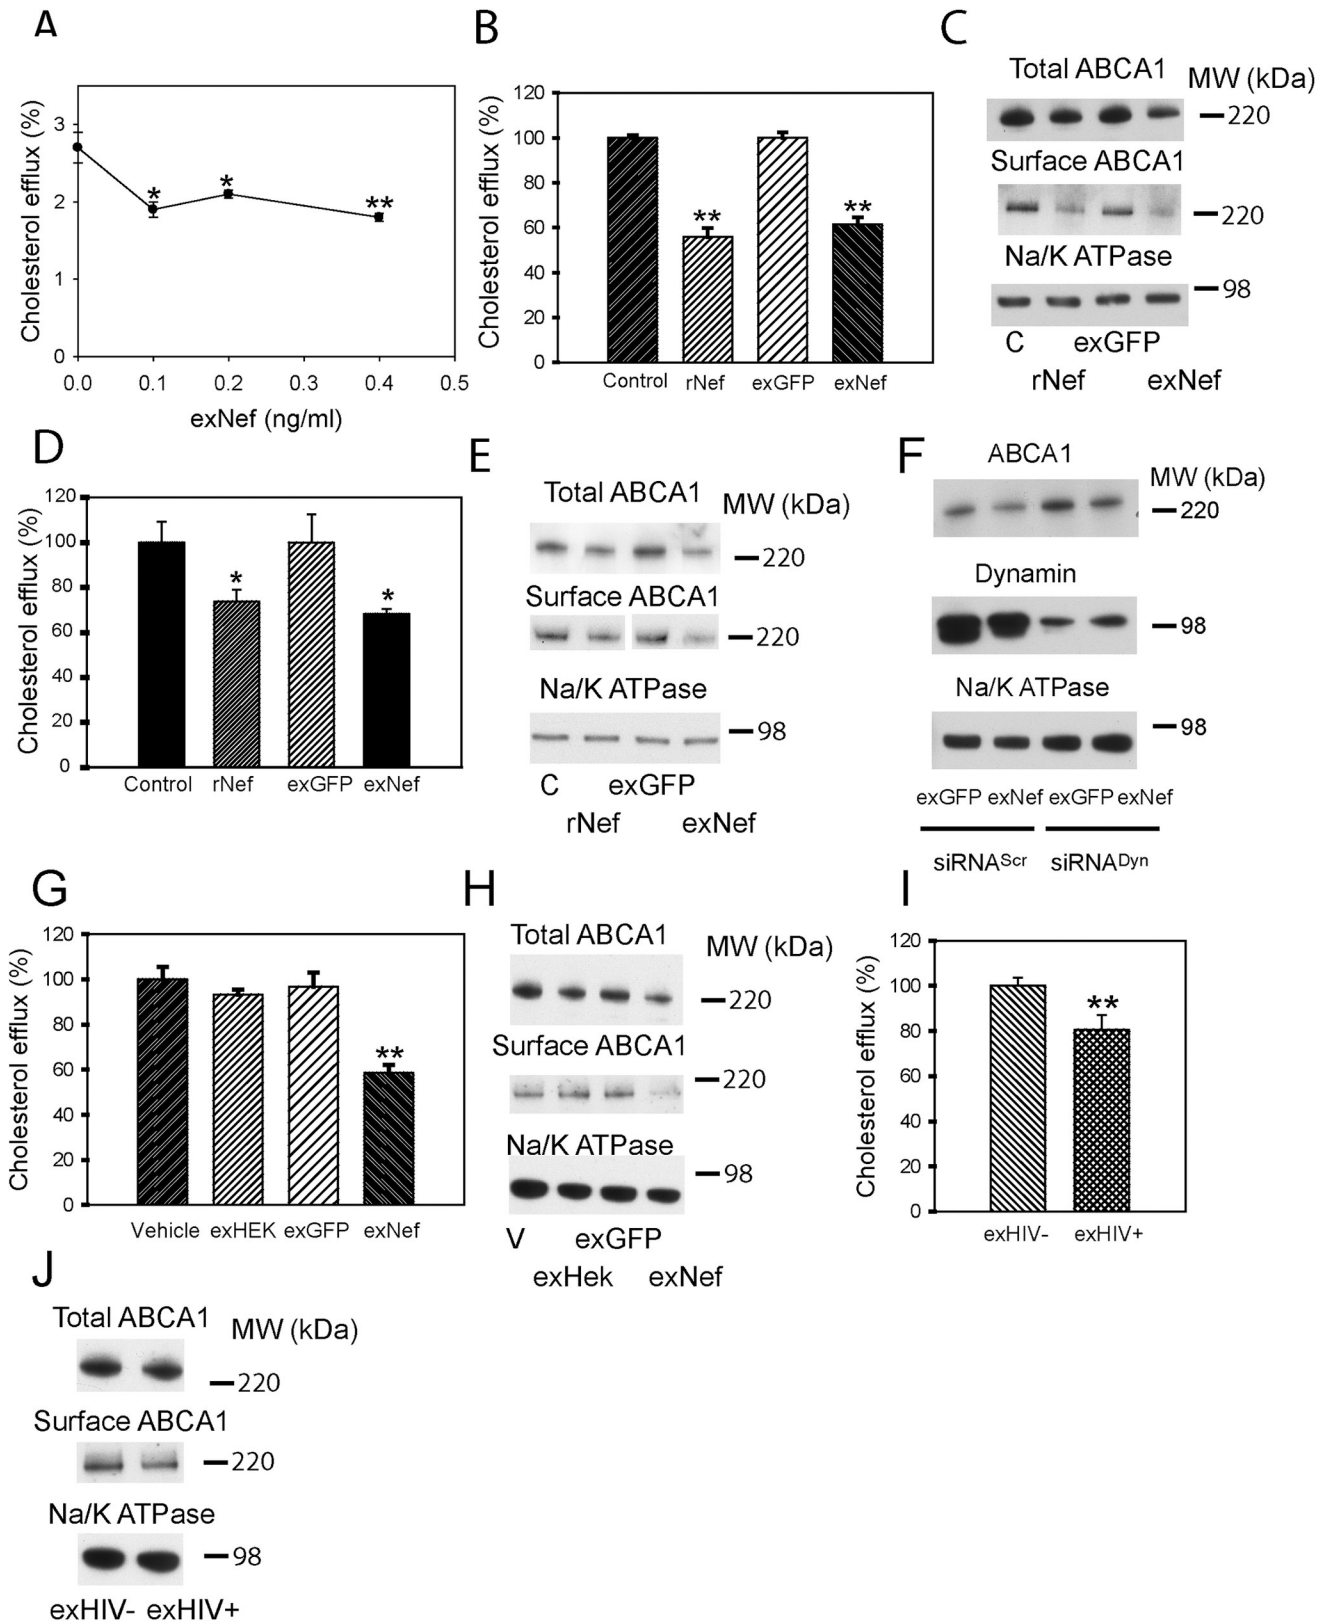 A
Cholesterol efflux (%)
3
2
1
0
0.0 0.1 0.2 0.3 0.4 0.5
exNef (ng/ml)
* * **
B
Cholesterol efflux (%)
120
100
80
60
40
20
0
** **
Control rNef exGFP exNef
C
Total ABCA1
MW (kDa)
220
Surface ABCA1
220
Na/K ATPase
98
C exGFP
rNef exNef
D
Cholesterol efflux (%)
120
100
80
60
40
20
0
* *
Control rNef exGFP exNef
E
Total ABCA1
MW (kDa)
220
Surface ABCA1
220
Na/K ATPase
98
C exGFP
rNef exNef
F
ABCA1
MW (kDa)
220
Dynamin
98
Na/K ATPase
98
exGFP exNef exGFP exNef
siRNAScr siRNADyn
G
Cholesterol efflux (%)
120
100
80
60
40
20
0
**
Vehicle exHEK exGFP exNef
H
Total ABCA1
MW (kDa)
220
Surface ABCA1
220
Na/K ATPase
98
V exGFP
exHek exNef
I
Cholesterol efflux (%)
120
100
80
60
40
20
0
**
exHIV- exHIV+
J
Total ABCA1
MW (kDa)
220
Surface ABCA1
220
Na/K ATPase
98
exHIV- exHIV+